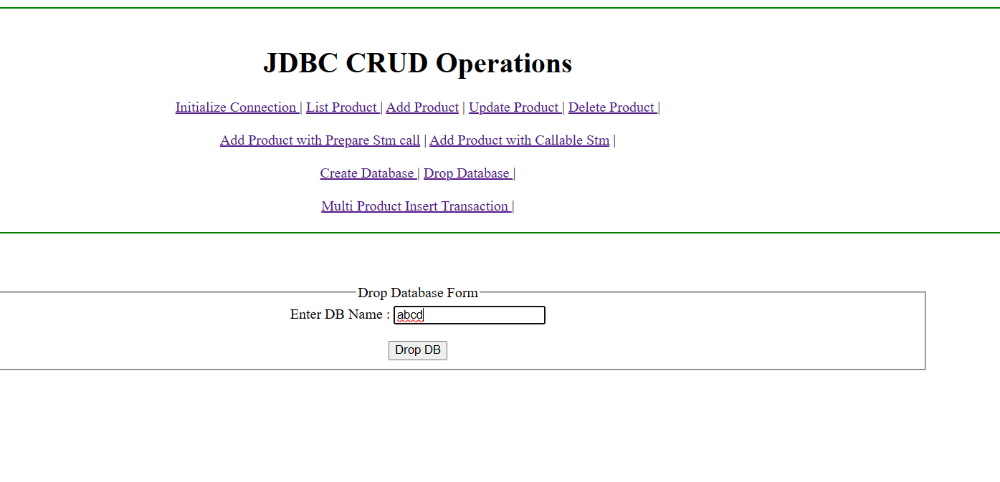 JDBC CRUD Operations
Initialize Connection | List Product | Add Product | Update Product | Delete Product |
Add Product with Prepare Stm call | Add Product with Callable Stm |
Create Database | Drop Database |
Multi Product Insert Transaction |
Drop Database Form
Enter DB Name : abcd
Drop DB